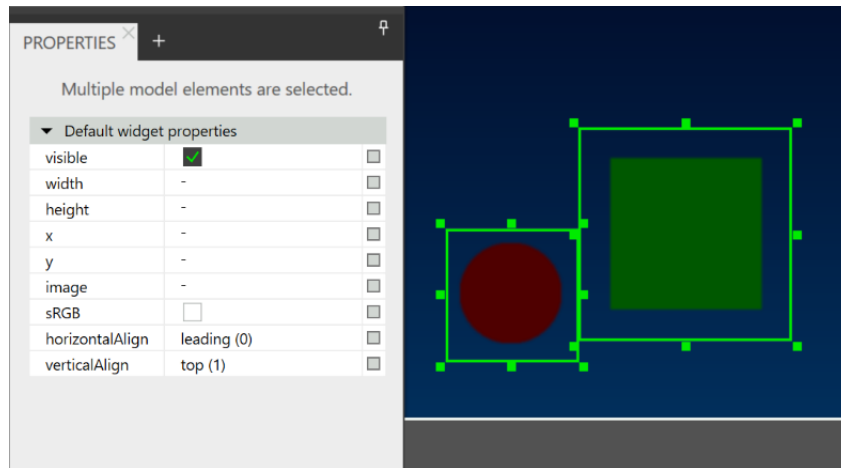 PROPERTIES
Multiple model elements are selected.
Default widget properties
visible
width -
height -
x -
y -
image -
sRGB
horizontalAlign leading (0)
verticalAlign top (1)